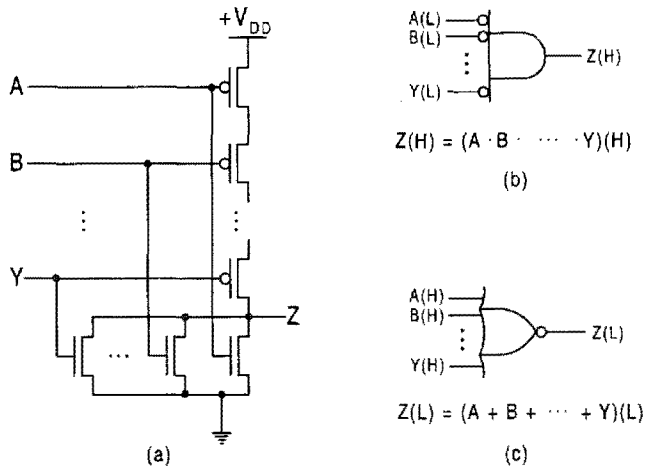 +V_DD
A
B
⋮
...
...
Y
Z
...
(a)
A(L)
B(L)
⋮
Y(L)
Z(H)
Z(H) = (A · B · ··· · Y)(H)
(b)
A(H)
B(H)
⋮
Y(H)
Z(L)
Z(L) = (A + B + ··· + Y)(L)
(c)